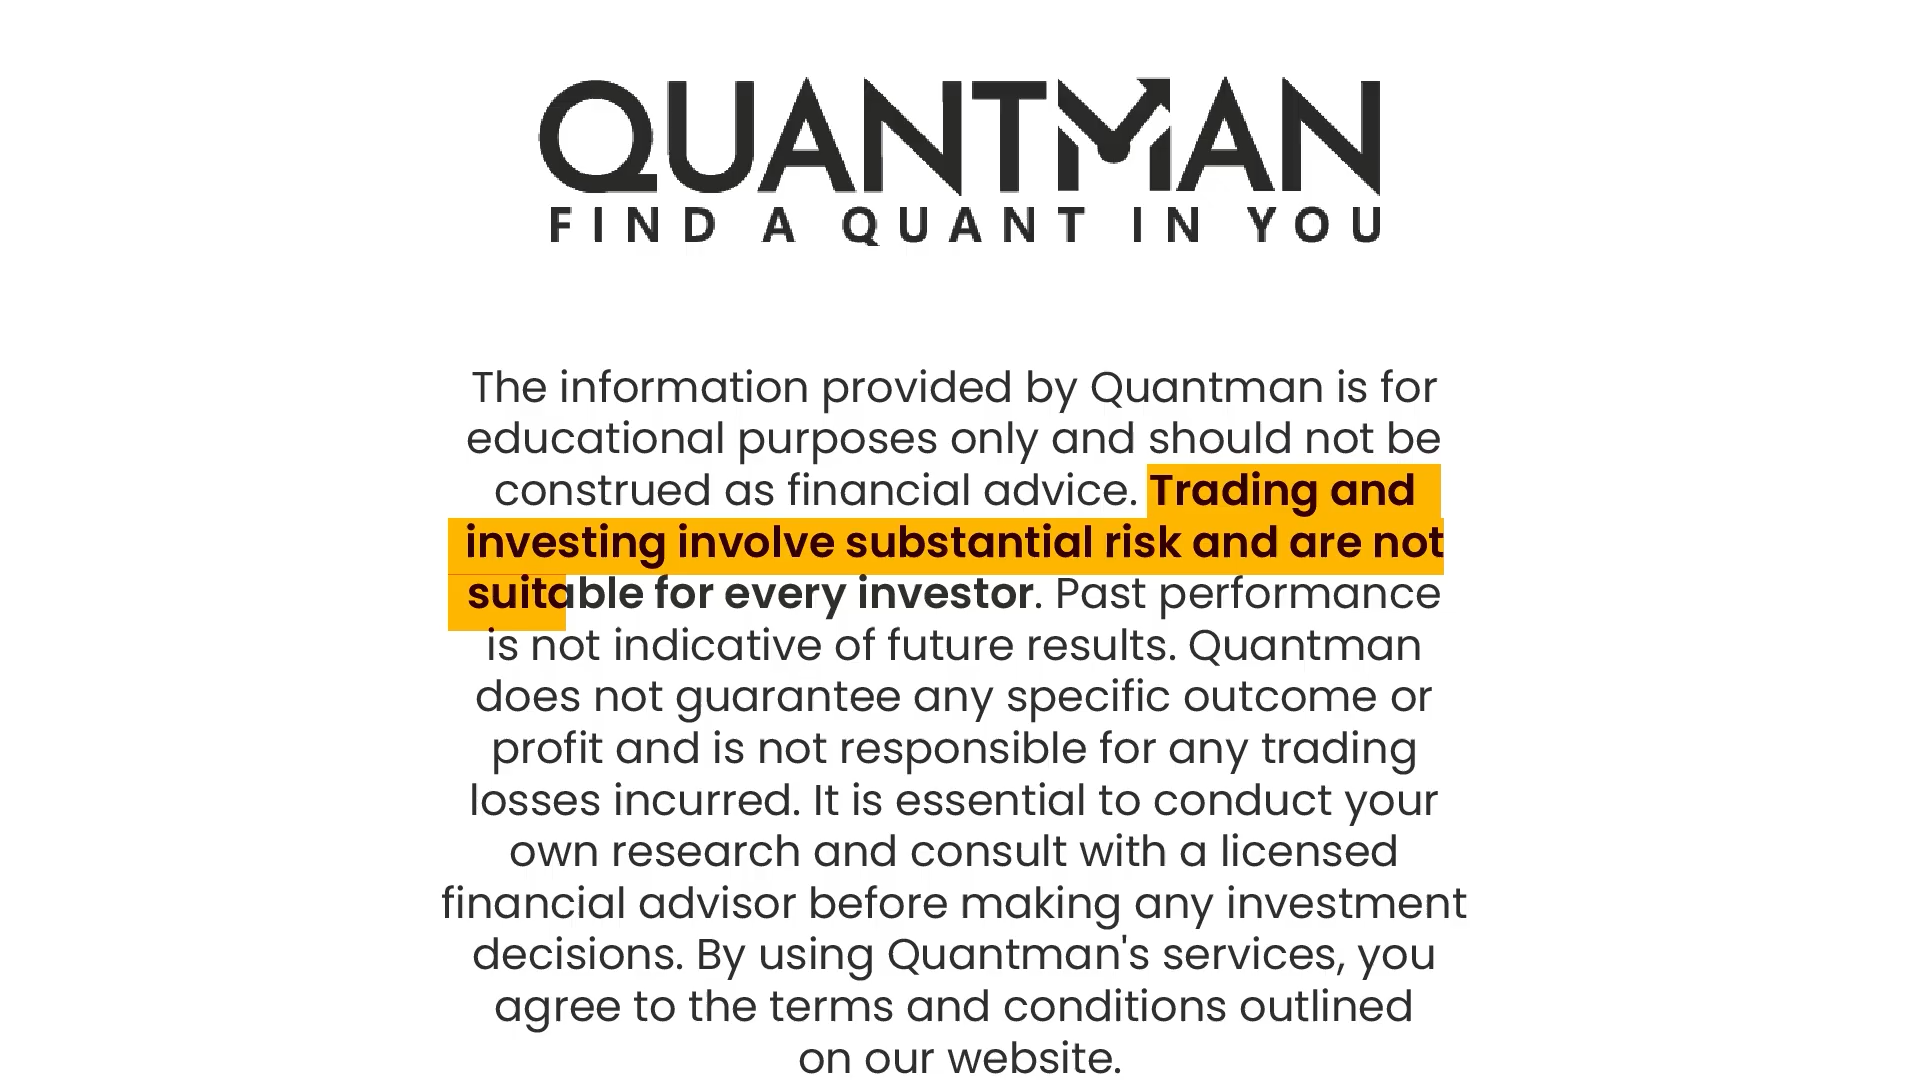 QUANTMAN
FIND A QUANT IN YOU
The information provided by Quantman is for
educational purposes only and should not be
construed as financial advice. Trading and
investing involve substantial risk and are not
suitable for every investor. Past performance
is not indicative of future results. Quantman
does not guarantee any specific outcome or
profit and is not responsible for any trading
losses incurred. It is essential to conduct your
own research and consult with a licensed
financial advisor before making any investment
decisions. By using Quantman's services, you
agree to the terms and conditions outlined
on our website.